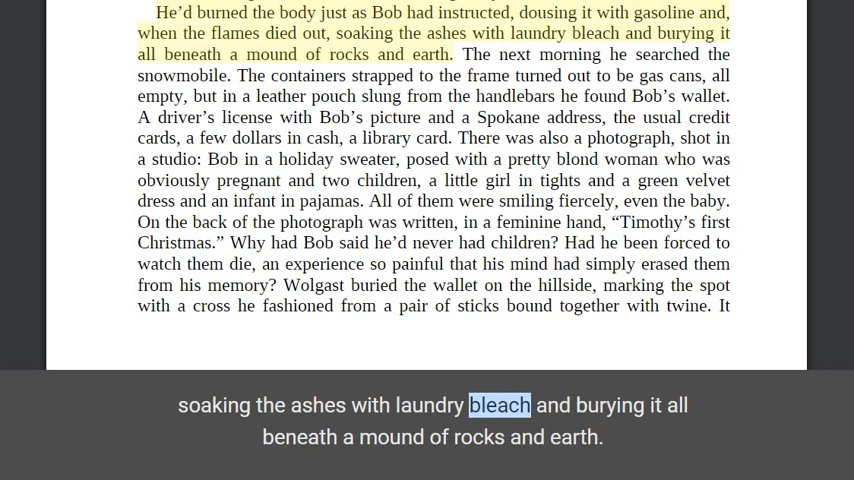 He’d burned the body just as Bob had instructed, dousing it with gasoline and,
when the flames died out, soaking the ashes with laundry bleach and burying it
all beneath a mound of rocks and earth. The next morning he searched the
snowmobile. The containers strapped to the frame turned out to be gas cans, all
empty, but in a leather pouch slung from the handlebars he found Bob’s wallet.
A driver’s license with Bob’s picture and a Spokane address, the usual credit
cards, a few dollars in cash, a library card. There was also a photograph, shot in
a studio: Bob in a holiday sweater, posed with a pretty blond woman who was
obviously pregnant and two children, a little girl in tights and a green velvet
dress and an infant in pajamas. All of them were smiling fiercely, even the baby.
On the back of the photograph was written, in a feminine hand, “Timothy’s first
Christmas.” Why had Bob said he’d never had children? Had he been forced to
watch them die, an experience so painful that his mind had simply erased them
from his memory? Wolgast buried the wallet on the hillside, marking the spot
with a cross he fashioned from a pair of sticks bound together with twine. It
soaking the ashes with laundry bleach and burying it all
beneath a mound of rocks and earth.